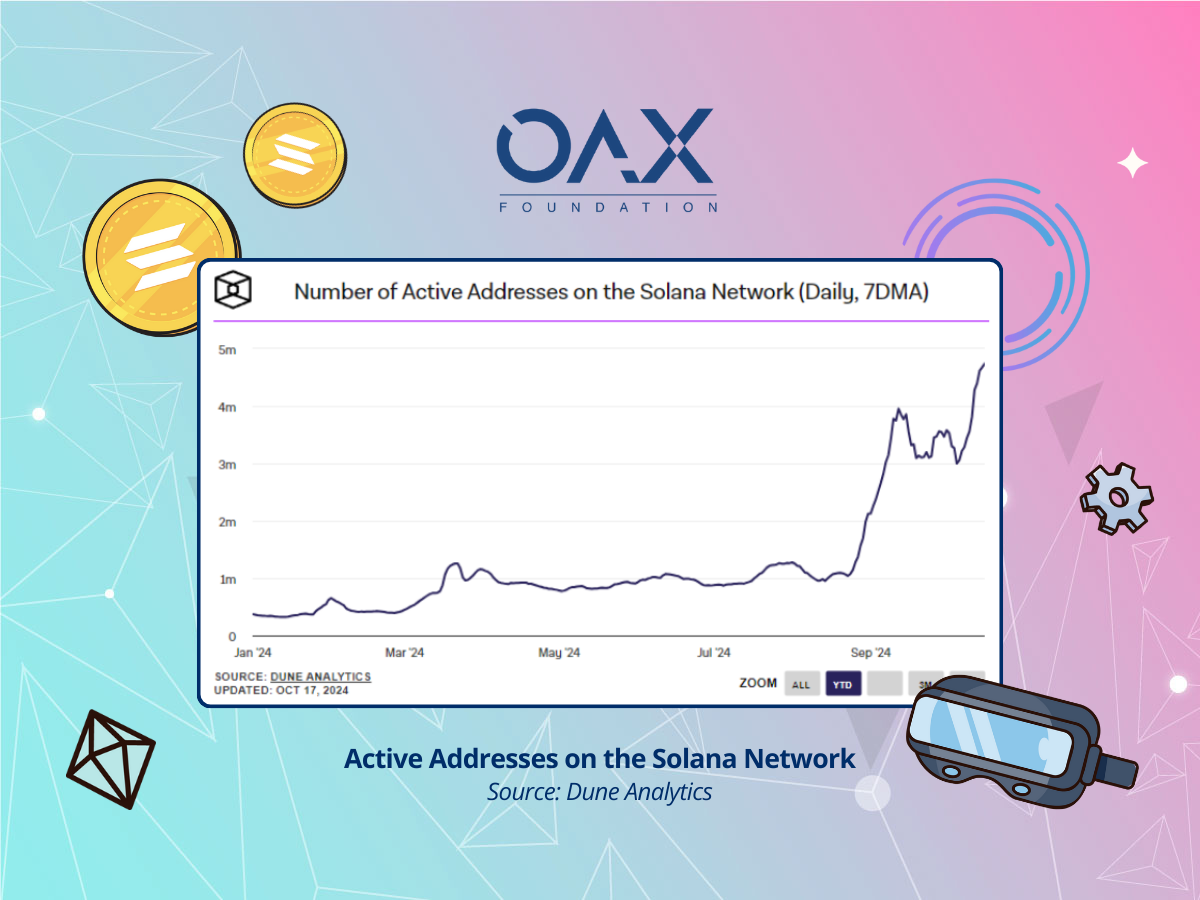 OAX
FOUNDATION
Number of Active Addresses on the Solana Network (Daily, 7DMA)
5m
4m
3m
2m
1m
0
Jan '24
Mar '24
May '24
Jul '24
Sep '24
SOURCE: DUNE ANALYTICS
UPDATED: OCT 17, 2024
ZOOM
ALL
YTD
3M
Active Addresses on the Solana Network
Source: Dune Analytics